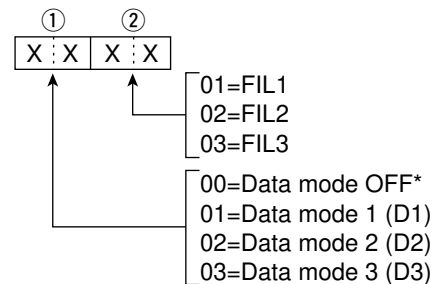 ① ②
X X X X
01=FIL1
02=FIL2
03=FIL3
00=Data mode OFF*
01=Data mode 1 (D1)
02=Data mode 2 (D2)
03=Data mode 3 (D3)